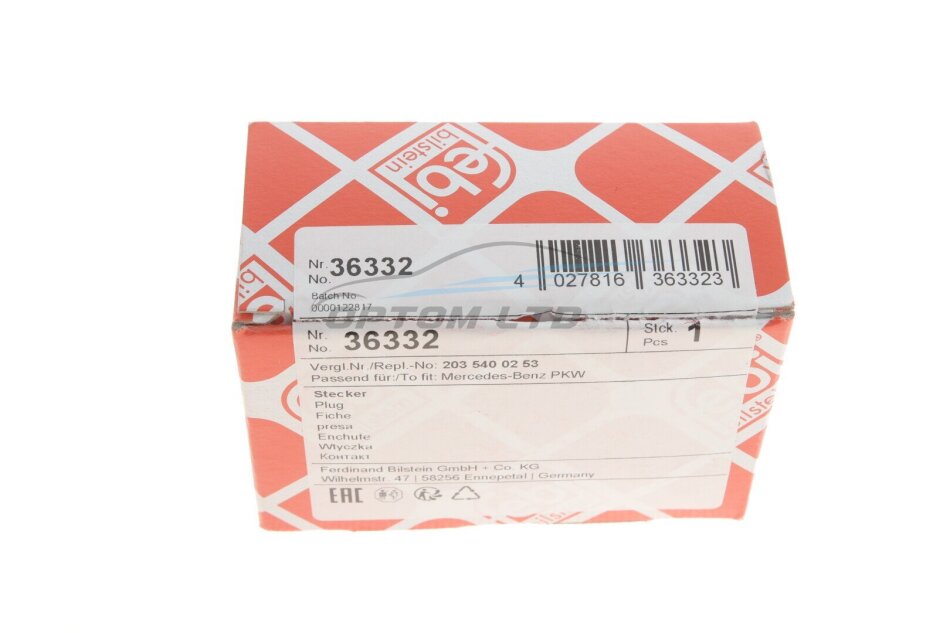 febi
bilstein
Nr. 36332
No.
Batch No
0000122817
4 027816 363323
OPTOM LTD
Nr. 36332
No.
Stck. 1
Pcs
Vergl.Nr./Repl.-No: 203 540 02 53
Passend für:/To fit: Mercedes-Benz PKW
Stecker
Plug
Fiche
presa
Enchufe
Wtyczka
Контакт
Ferdinand Bilstein GmbH + Co. KG
Wilhelmstr. 47 | 58256 Ennepetal | Germany
EAC
bilstein